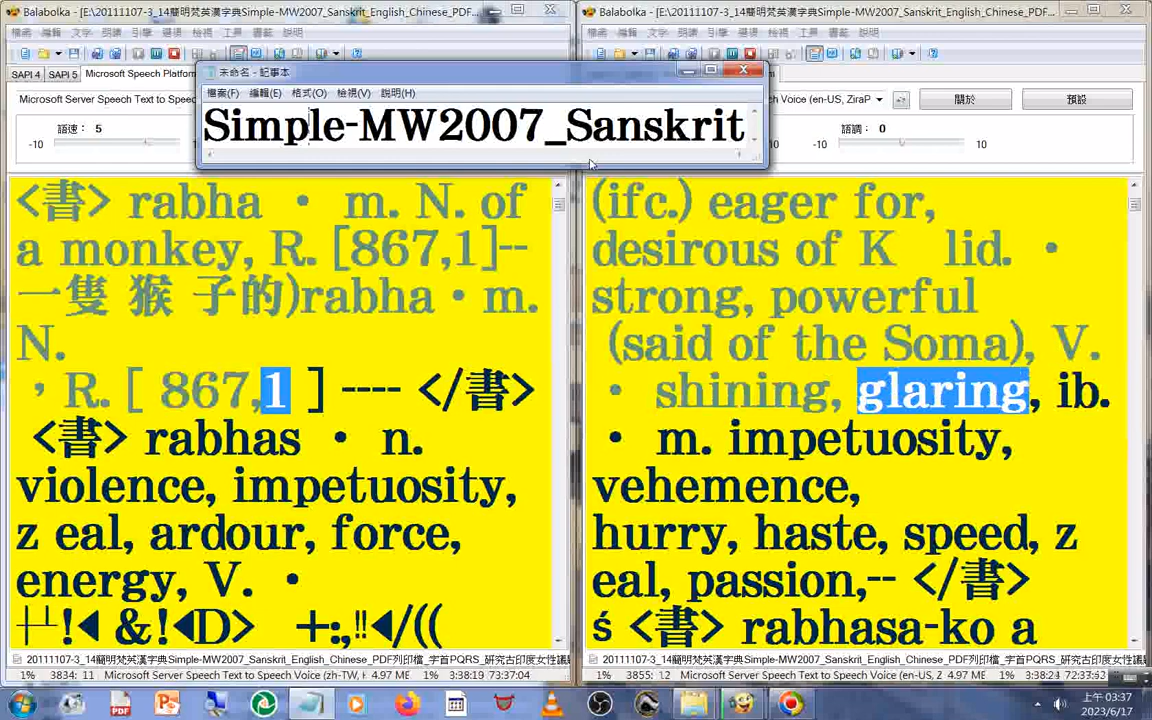 Balabolka - [E:\20111107-3_14簡明梵英漢字典Simple-MW2007_Sanskrit_English_Chinese_PDF...
Balabolka - [E:\20111107-3_14簡明梵英漢字典Simple-MW2007_Sanskrit_English_Chinese_PDF...
SAPI 4 SAPI 5 Microsoft Speech Platform
未命名 - 記事本
檔案(F) 編輯(E) 格式(O) 檢視(V) 說明(H)
Simple-MW2007_Sanskrit
Microsoft Server Speech Text to Spee
Voice (en-US, ZiraP
關於
預設
語速： 5
-10
語調： 0
-10 10
<書> rabha • m. N. of
a monkey, R. [867,1]--
一隻 猴 子的)rabha • m.
N.
，R. [ 867,1 ] ---- </書>
<書> rabhas • n.
violence, impetuosity,
z eal, ardour, force,
energy, V. •
(ifc.) eager for,
desirous of K lid. •
strong, powerful
(said of the Soma), V.
• shining, glaring, ib.
• m. impetuosity,
vehemence,
hurry, haste, speed, z
eal, passion,-- </書>
ś <書> rabhasa-ko a
20111107-3_14簡明梵英漢字典Simple-MW2007_Sanskrit_English_Chinese_PDF列印檔_字首PQRS_研究古印度女性議
20111107-3_14簡明梵英漢字典Simple-MW2007_Sanskrit_English_Chinese_PDF列印檔_字首PQRS_研究古印度女性議
1% 3834: 11 Microsoft Server Speech Text to Speech Voice (zh-TW, H 4.97 MB 1% 3:38:19 73:37:04
1% 3855: 12 Microsoft Server Speech Text to Speech Voice (en-US, Z 4.97 MB 1% 3:38:24
上午 03:37
2023/6/17